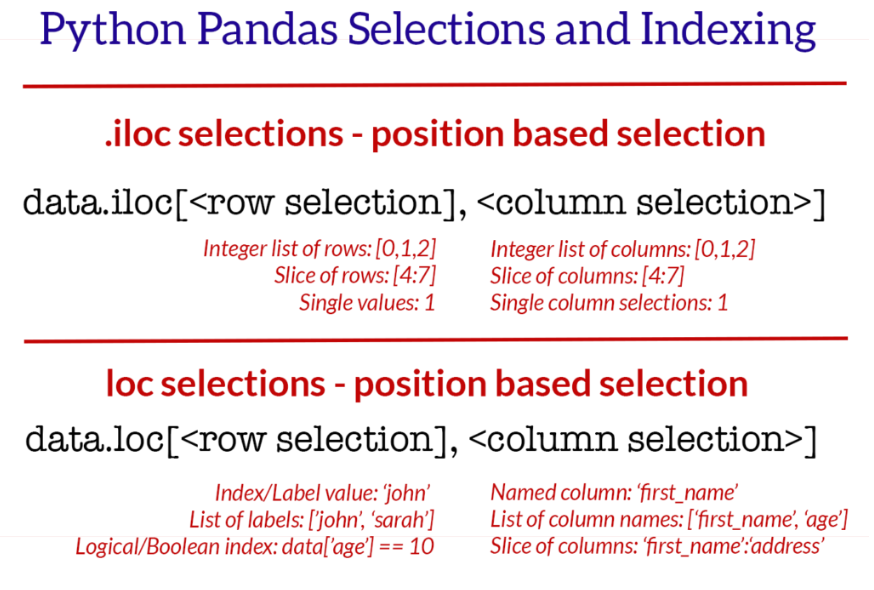 Python Pandas Selections and Indexing
.iloc selections - position based selection
data.iloc[<row selection], <column selection>]
Integer list of rows: [0,1,2] Integer list of columns: [0,1,2]
Slice of rows: [4:7] Slice of columns: [4:7]
Single values: 1 Single column selections: 1
loc selections - position based selection
data.loc[<row selection], <column selection>]
Index/Label value: ‘john’ Named column: ‘first_name’
List of labels: [‘john’, ‘sarah’] List of column names: [‘first_name’, ‘age’]
Logical/Boolean index: data[‘age’] == 10 Slice of columns: ‘first_name’:‘address’